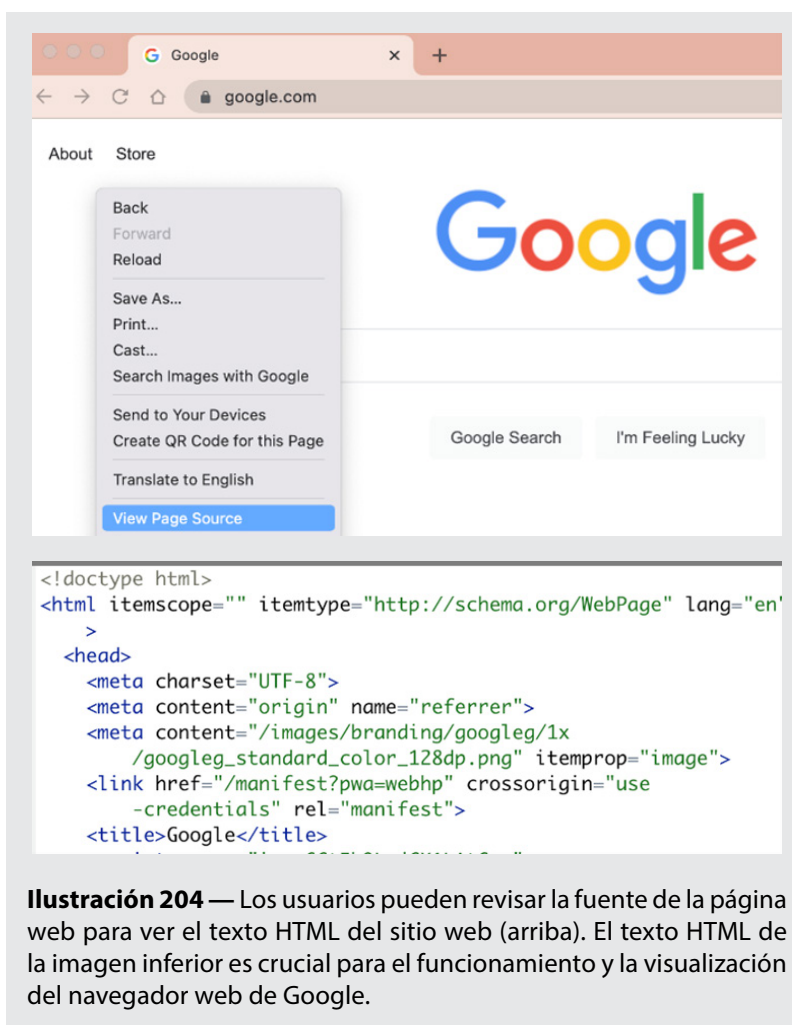 Google
google.com
About Store
Back
Forward
Reload
Save As...
Print...
Cast...
Search Images with Google
Send to Your Devices
Create QR Code for this Page
Translate to English
View Page Source
Google
Google Search I'm Feeling Lucky
<!doctype html>
<html itemscope="" itemtype="http://schema.org/WebPage" lang="en"
>
<head>
<meta charset="UTF-8">
<meta content="origin" name="referrer">
<meta content="/images/branding/googleg/1x
/googleg_standard_color_128dp.png" itemprop="image">
<link href="/manifest?pwa=webhp" crossorigin="use
-credentials" rel="manifest">
<title>Google</title>
Ilustración 204 — Los usuarios pueden revisar la fuente de la página
web para ver el texto HTML del sitio web (arriba). El texto HTML de
la imagen inferior es crucial para el funcionamiento y la visualización
del navegador web de Google.